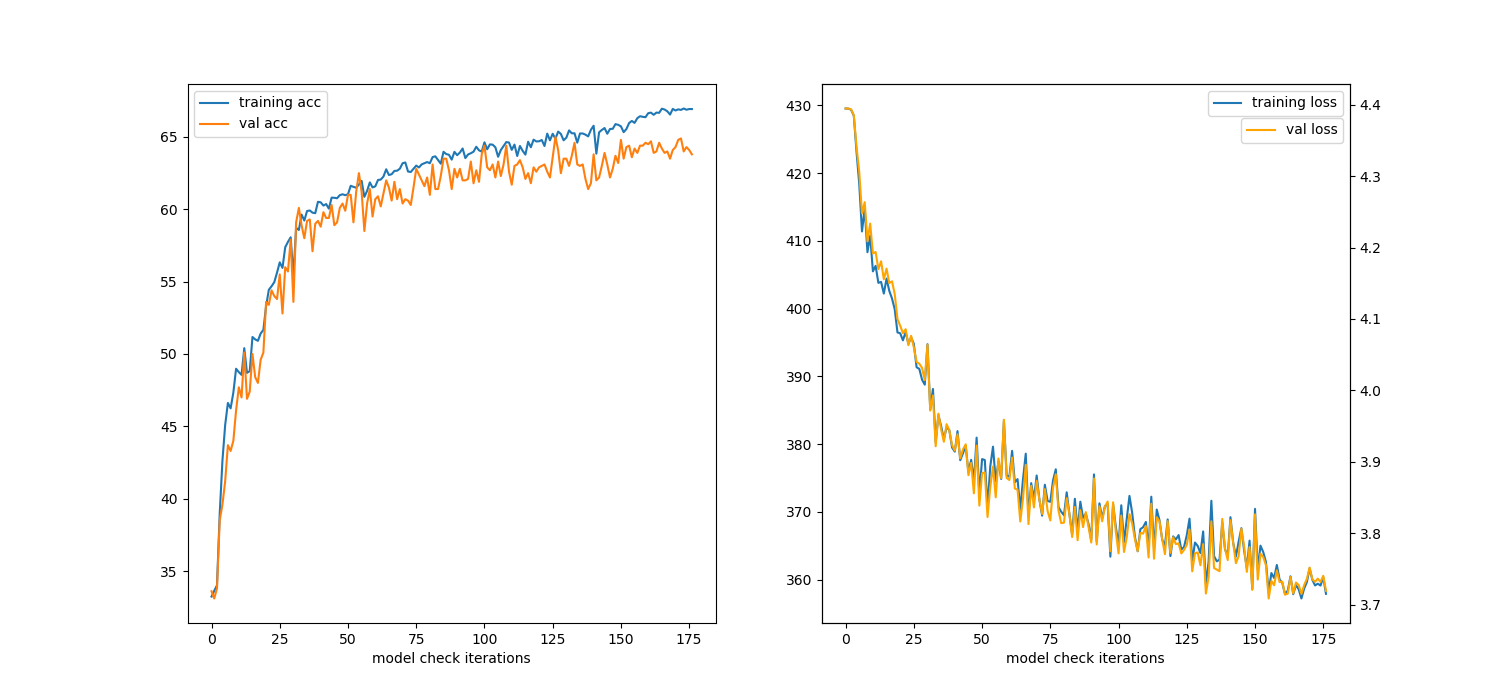 training acc
val acc
65
60
55
50
45
40
35
0 25 50 75 100 125 150 175
model check iterations
training loss
val loss
430
420
410
400
390
380
370
360
4.4
4.3
4.2
4.1
4.0
3.9
3.8
3.7
0 25 50 75 100 125 150 175
model check iterations